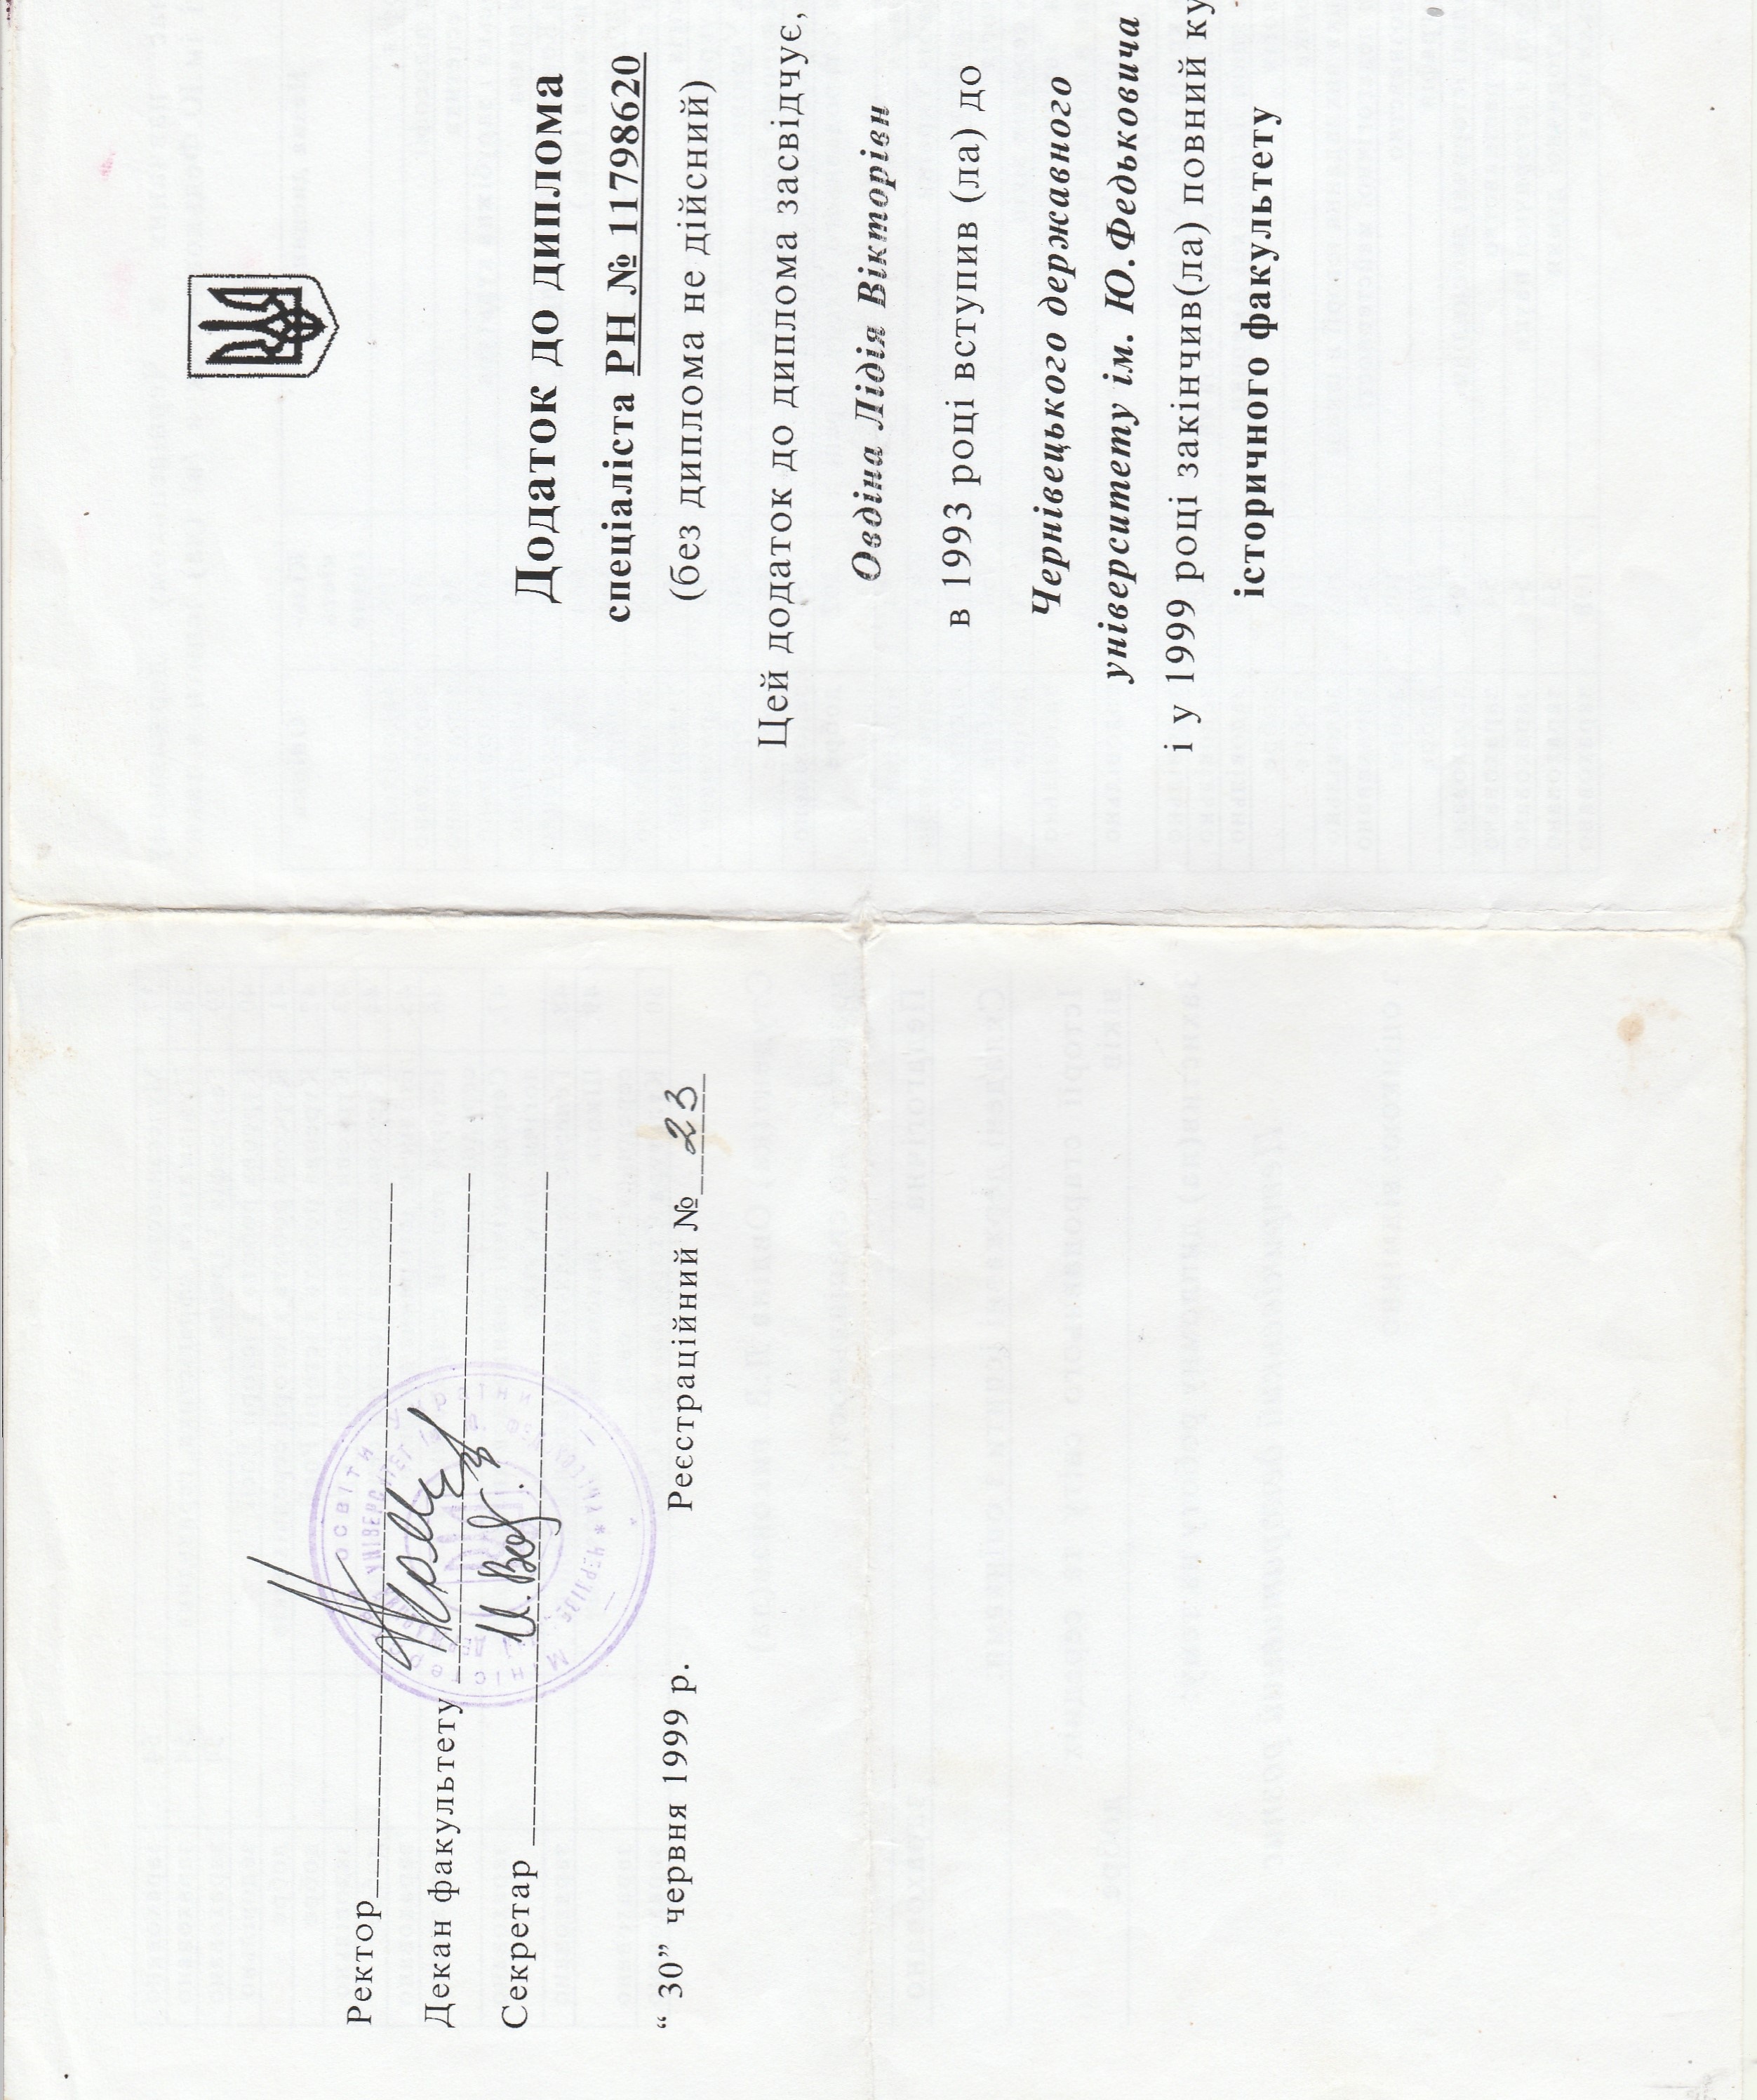 Додаток до диплома
спеціаліста РН № 11798620
(без диплома не дійсний)
Цей додаток до диплома засвідчує,
Овдіна Лідія Вікторівн
в 1993 році вступив (ла) до
Чернівецького державного
університету ім. Ю.Федьковича
і у 1999 році закінчив(ла) повний ку
історичного факультету
Ректор
Декан факультету
Секретар
“ 30” червня 1999 р. Реєстраційний № 23